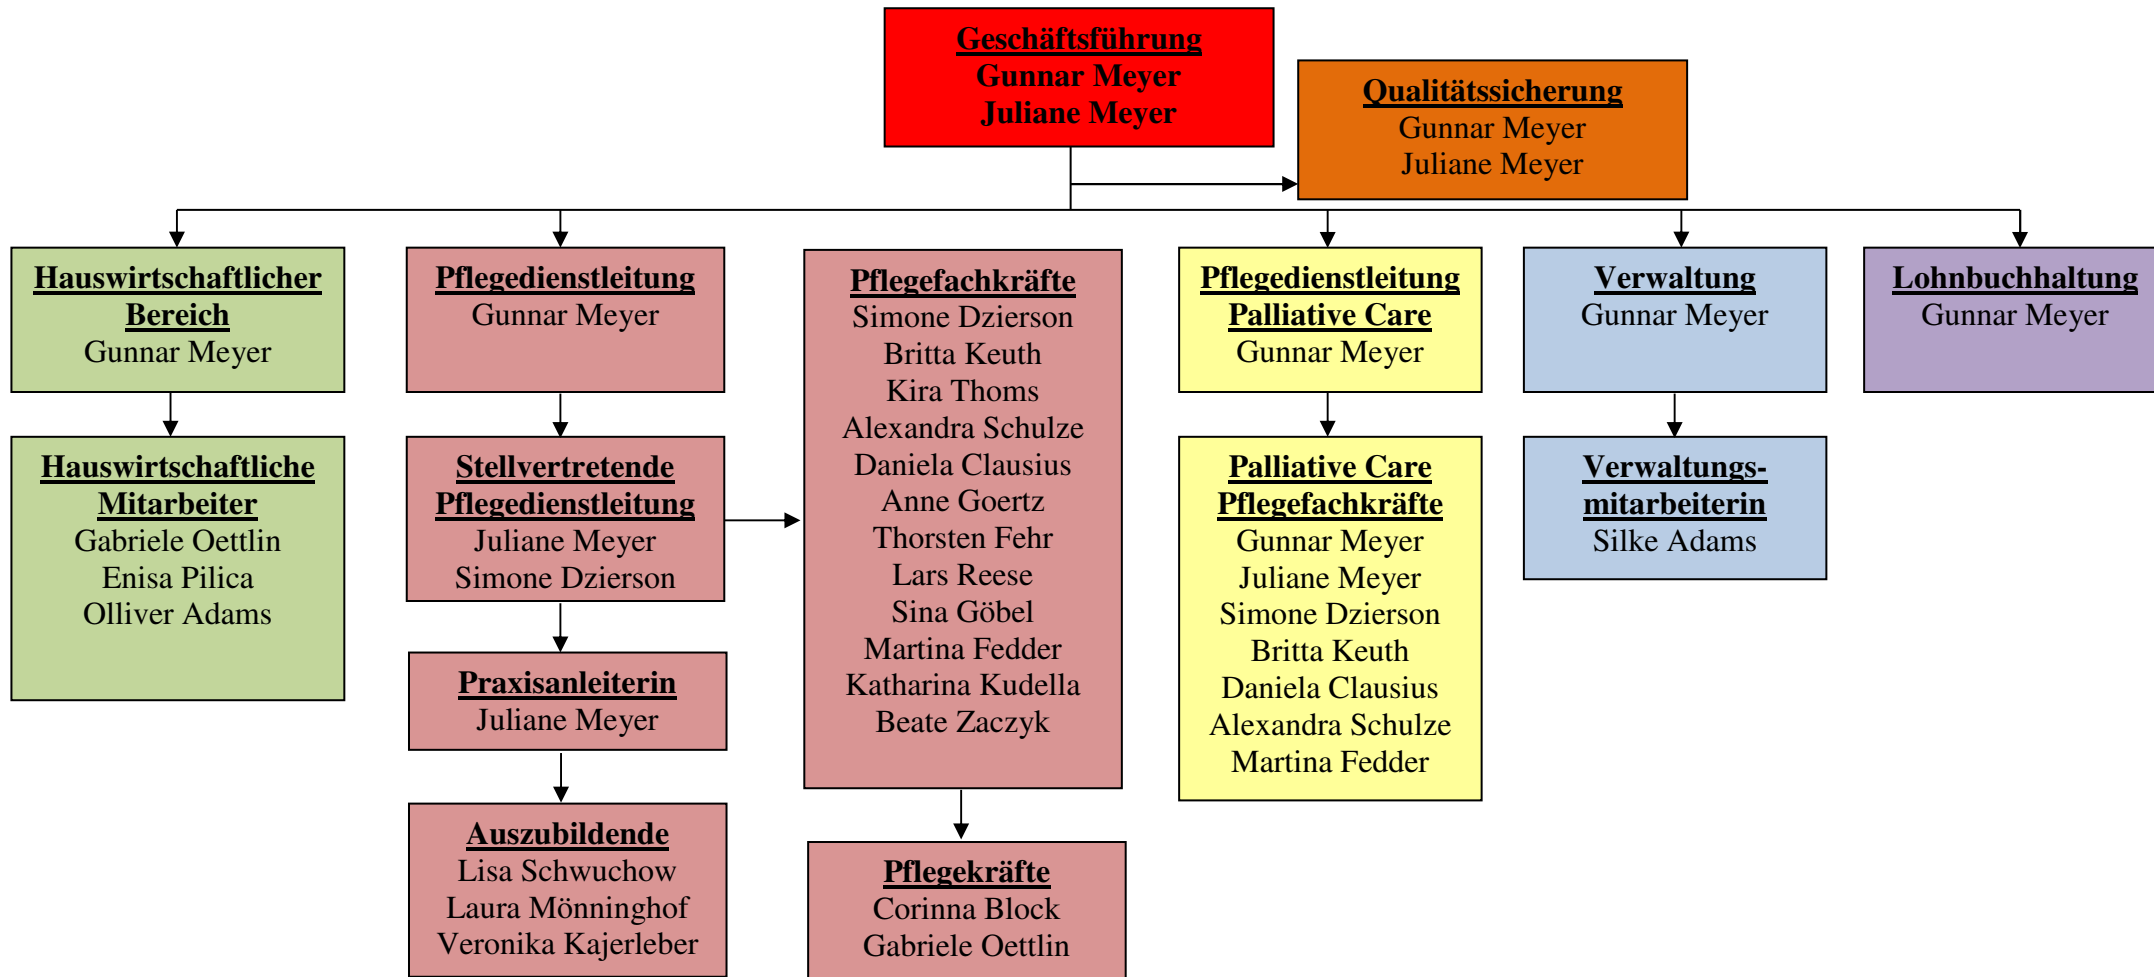 Geschäftsführung
Gunnar Meyer
Juliane Meyer
Qualitätssicherung
Gunnar Meyer
Juliane Meyer
Hauswirtschaftlicher
Bereich
Gunnar Meyer
Hauswirtschaftliche
Mitarbeiter
Gabriele Oettlin
Enisa Pilica
Olliver Adams
Pflegedienstleitung
Gunnar Meyer
Stellvertretende
Pflegedienstleitung
Juliane Meyer
Simone Dzierson
Praxisanleiterin
Juliane Meyer
Auszubildende
Lisa Schwuchow
Laura Mönninghof
Veronika Kajerleber
Pflegefachkräfte
Simone Dzierson
Britta Keuth
Kira Thoms
Alexandra Schulze
Daniela Clausius
Anne Goertz
Thorsten Fehr
Lars Reese
Sina Göbel
Martina Fedder
Katharina Kudella
Beate Zaczyk
Pflegekräfte
Corinna Block
Gabriele Oettlin
Pflegedienstleitung
Palliative Care
Gunnar Meyer
Palliative Care
Pflegefachkräfte
Gunnar Meyer
Juliane Meyer
Simone Dzierson
Britta Keuth
Daniela Clausius
Alexandra Schulze
Martina Fedder
Verwaltung
Gunnar Meyer
Verwaltungs-
mitarbeiterin
Silke Adams
Lohnbuchhaltung
Gunnar Meyer